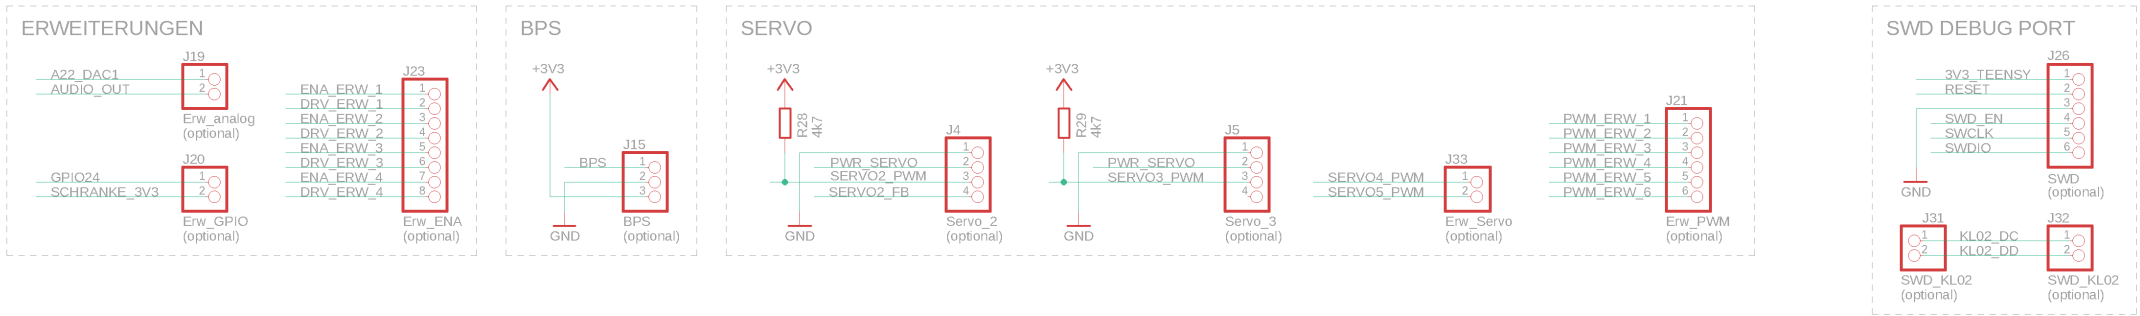 ERWEITERUNGEN
J19
A22_DAC1
1
AUDIO_OUT
2
Erw_analog
(optional)
J20
GPIO24
1
SCHRANKE_3V3
2
Erw_GPIO
(optional)
J23
ENA_ERW_1
1
DRV_ERW_1
2
ENA_ERW_2
3
DRV_ERW_2
4
ENA_ERW_3
5
DRV_ERW_3
6
ENA_ERW_4
7
DRV_ERW_4
8
Erw_ENA
(optional)
BPS
+3V3
J15
BPS
1
2
3
GND
BPS
(optional)
SERVO
+3V3
R28
4k7
J4
1
PWR_SERVO
2
SERVO2_PWM
3
SERVO2_FB
4
GND
Servo_2
(optional)
+3V3
R29
4k7
J5
1
PWR_SERVO
2
SERVO3_PWM
3
4
GND
Servo_3
(optional)
J33
SERVO4_PWM
1
SERVO5_PWM
2
Erw_Servo
(optional)
J21
PWM_ERW_1
1
PWM_ERW_2
2
PWM_ERW_3
3
PWM_ERW_4
4
PWM_ERW_5
5
PWM_ERW_6
6
Erw_PWM
(optional)
SWD DEBUG PORT
J26
3V3_TEENSY
1
RESET
2
3
SWD_EN
4
SWCLK
5
SWDIO
6
GND
SWD
(optional)
J31
1
2
SWD_KL02
(optional)
KL02_DC
KL02_DD
J32
1
2
SWD_KL02
(optional)